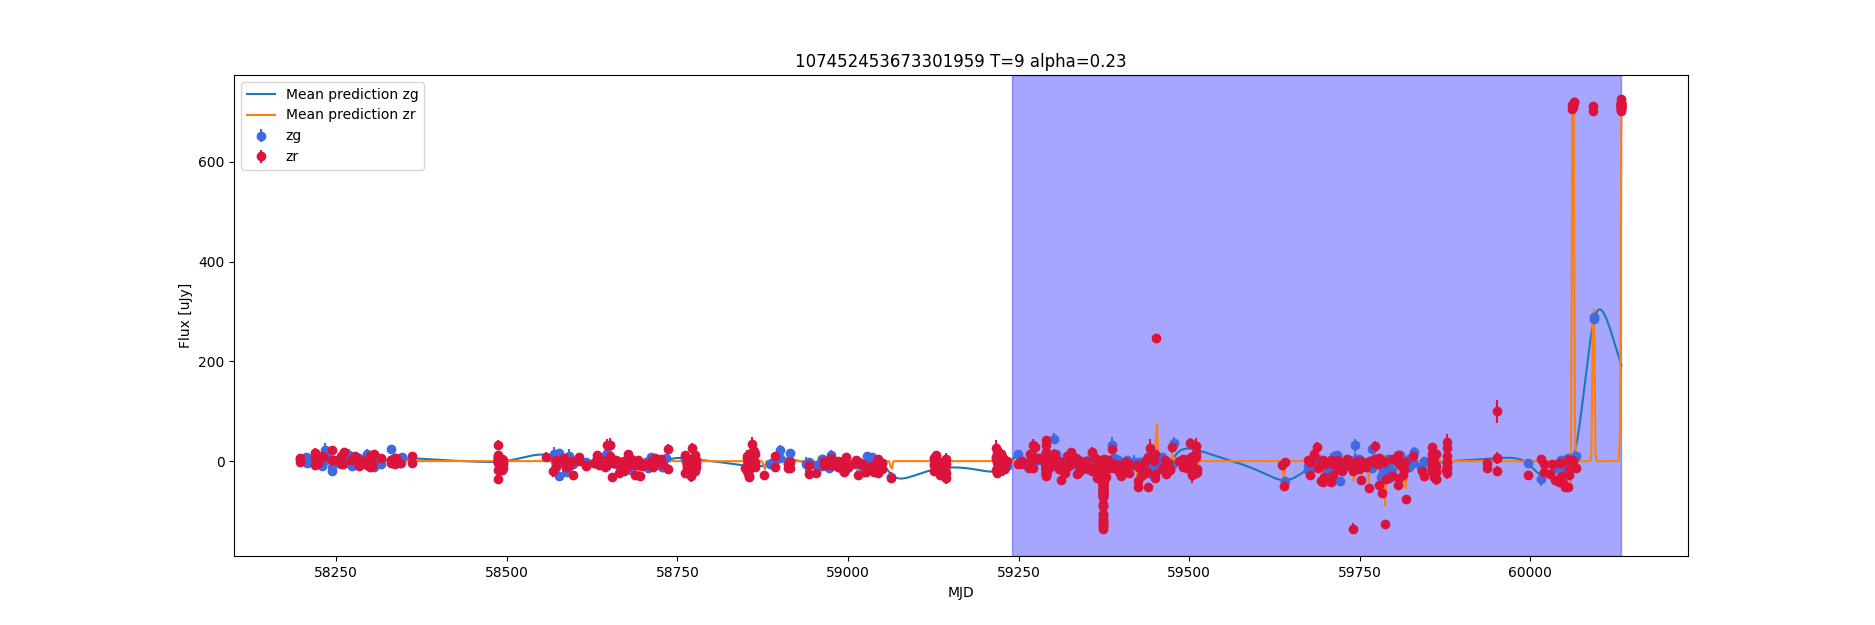 107452453673301959 T=9 alpha=0.23
Mean prediction zg
Mean prediction zr
zg
zr
Flux [uJy]
600
400
200
0
58250 58500 58750 59000 59250 59500 59750 60000
MJD